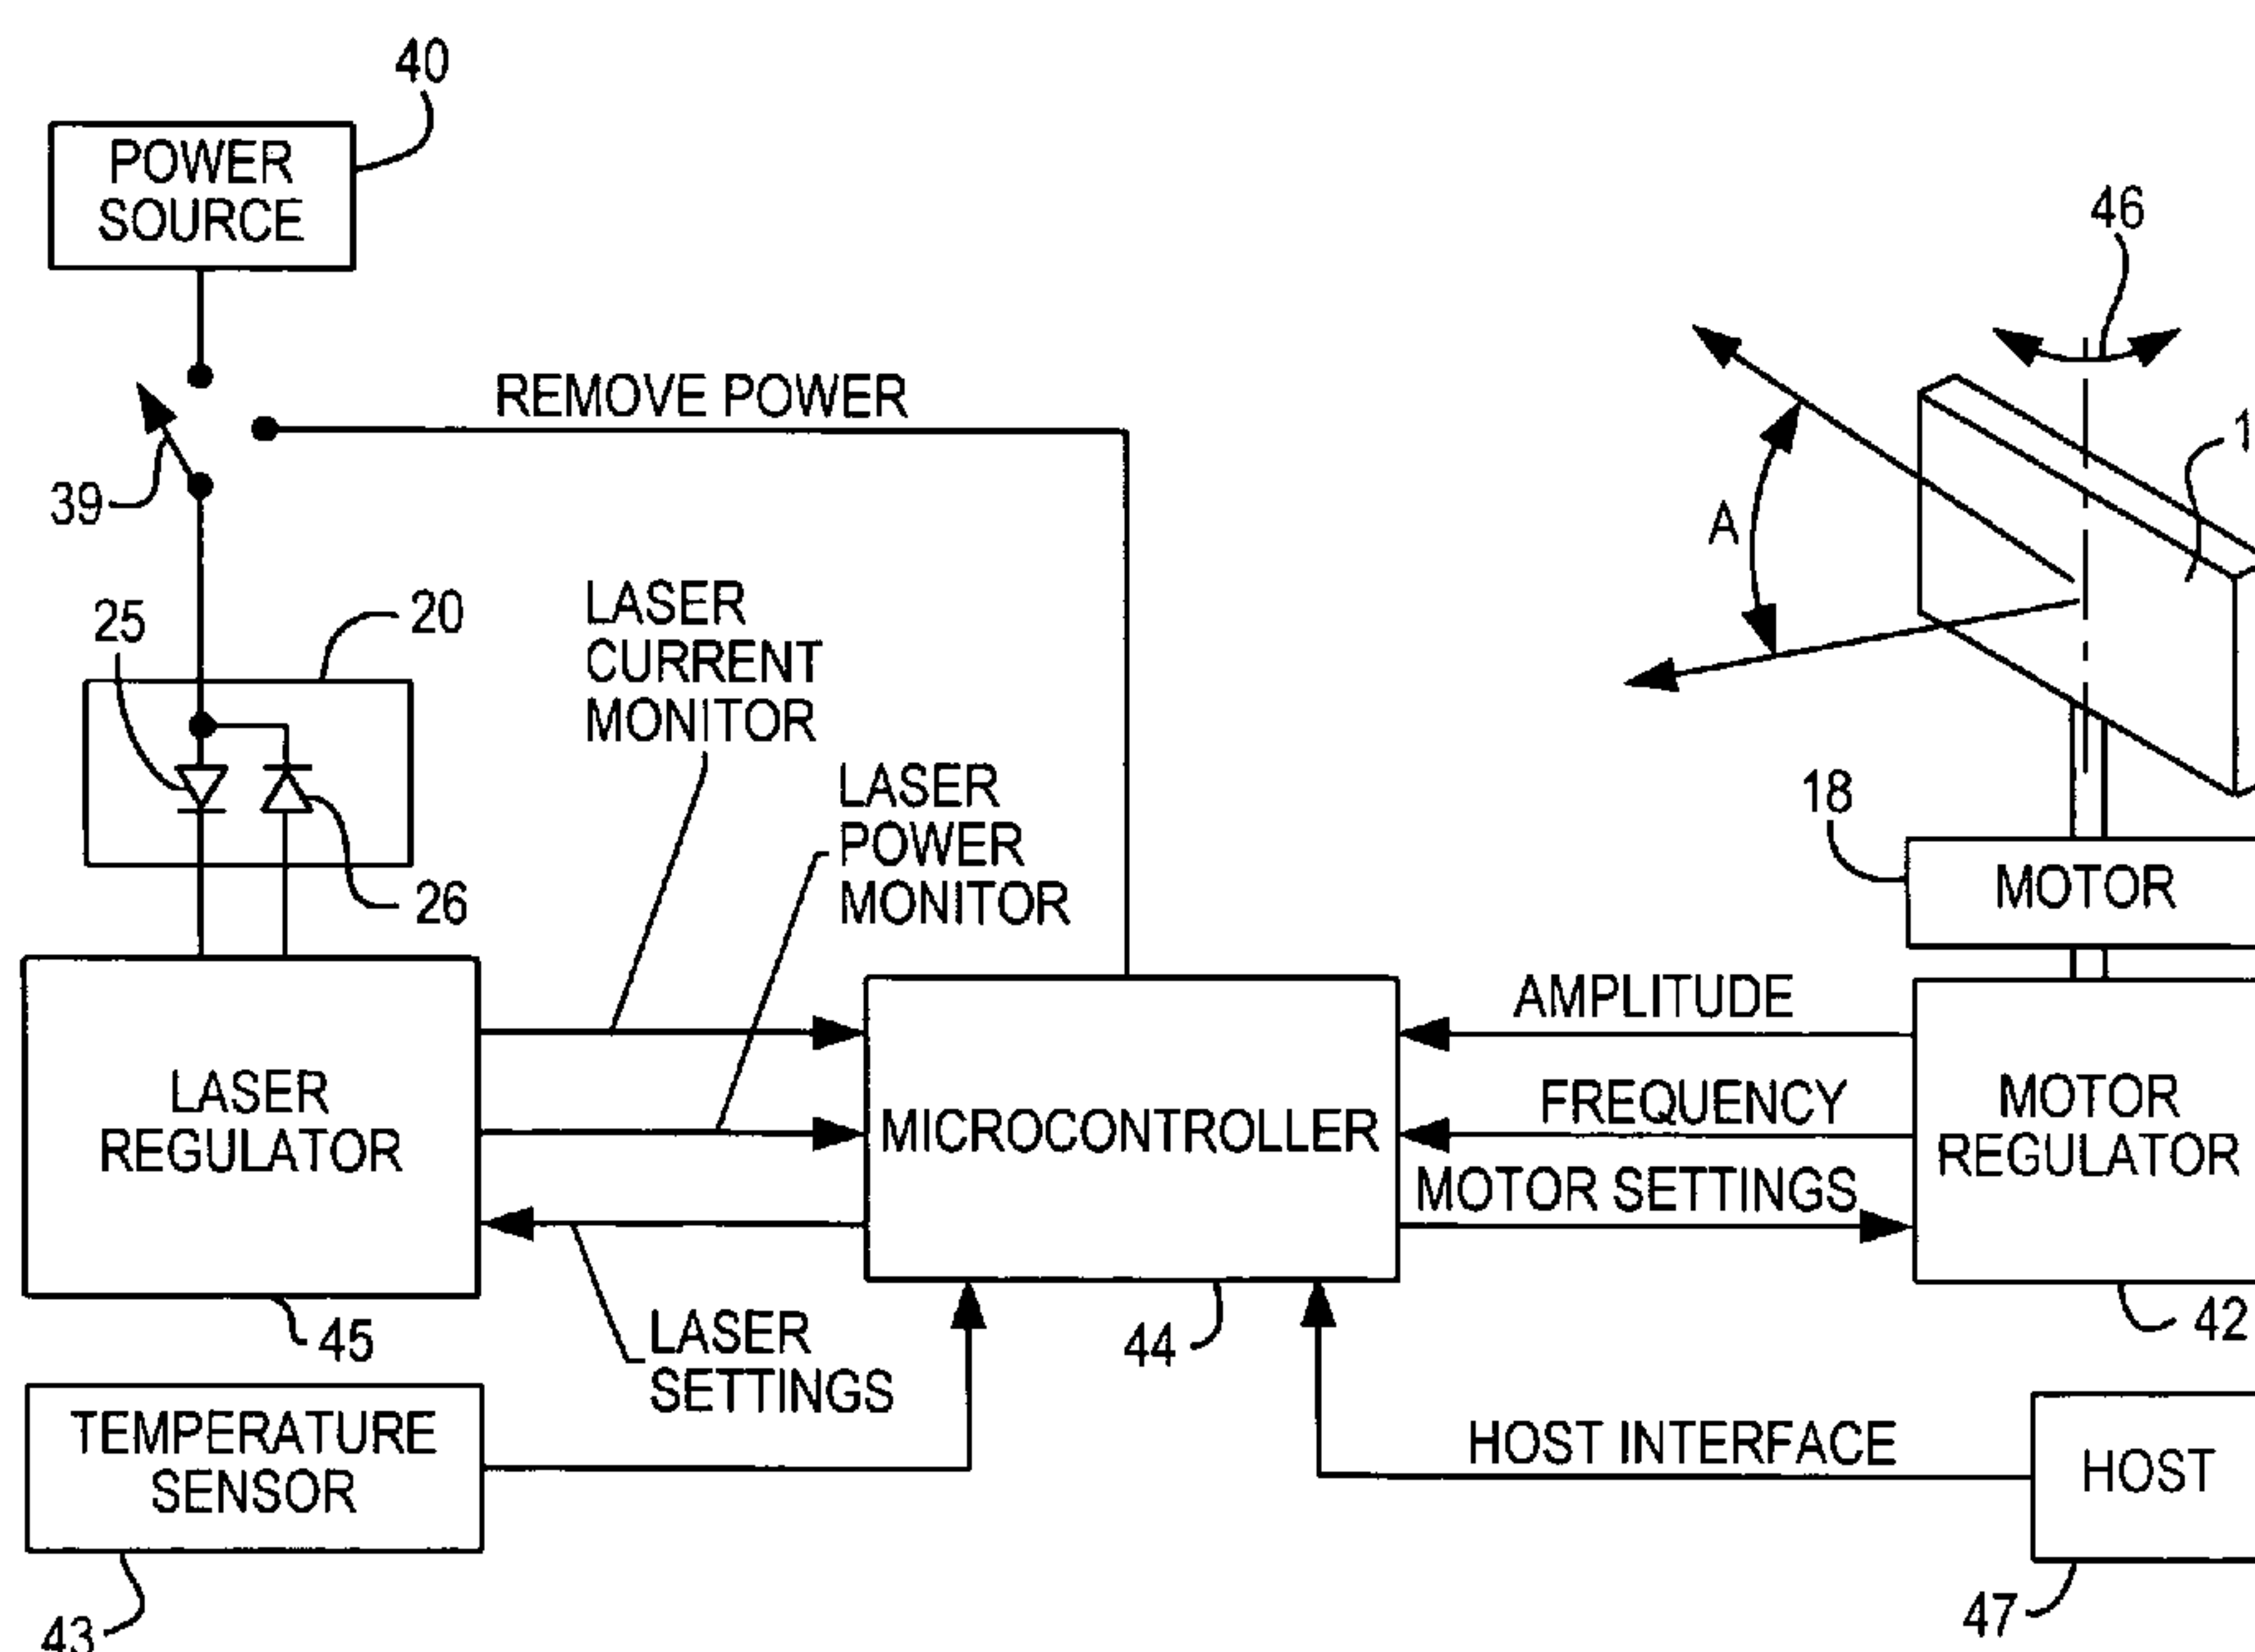 40
POWER
SOURCE
46
REMOVE POWER
39
A
25
20
LASER
CURRENT
MONITOR
LASER
POWER
MONITOR
18
MOTOR
26
AMPLITUDE
LASER
REGULATOR
MICROCONTROLLER
FREQUENCY
MOTOR
REGULATOR
MOTOR SETTINGS
45
LASER
SETTINGS
44
42
TEMPERATURE
SENSOR
HOST INTERFACE
HOST
43
47